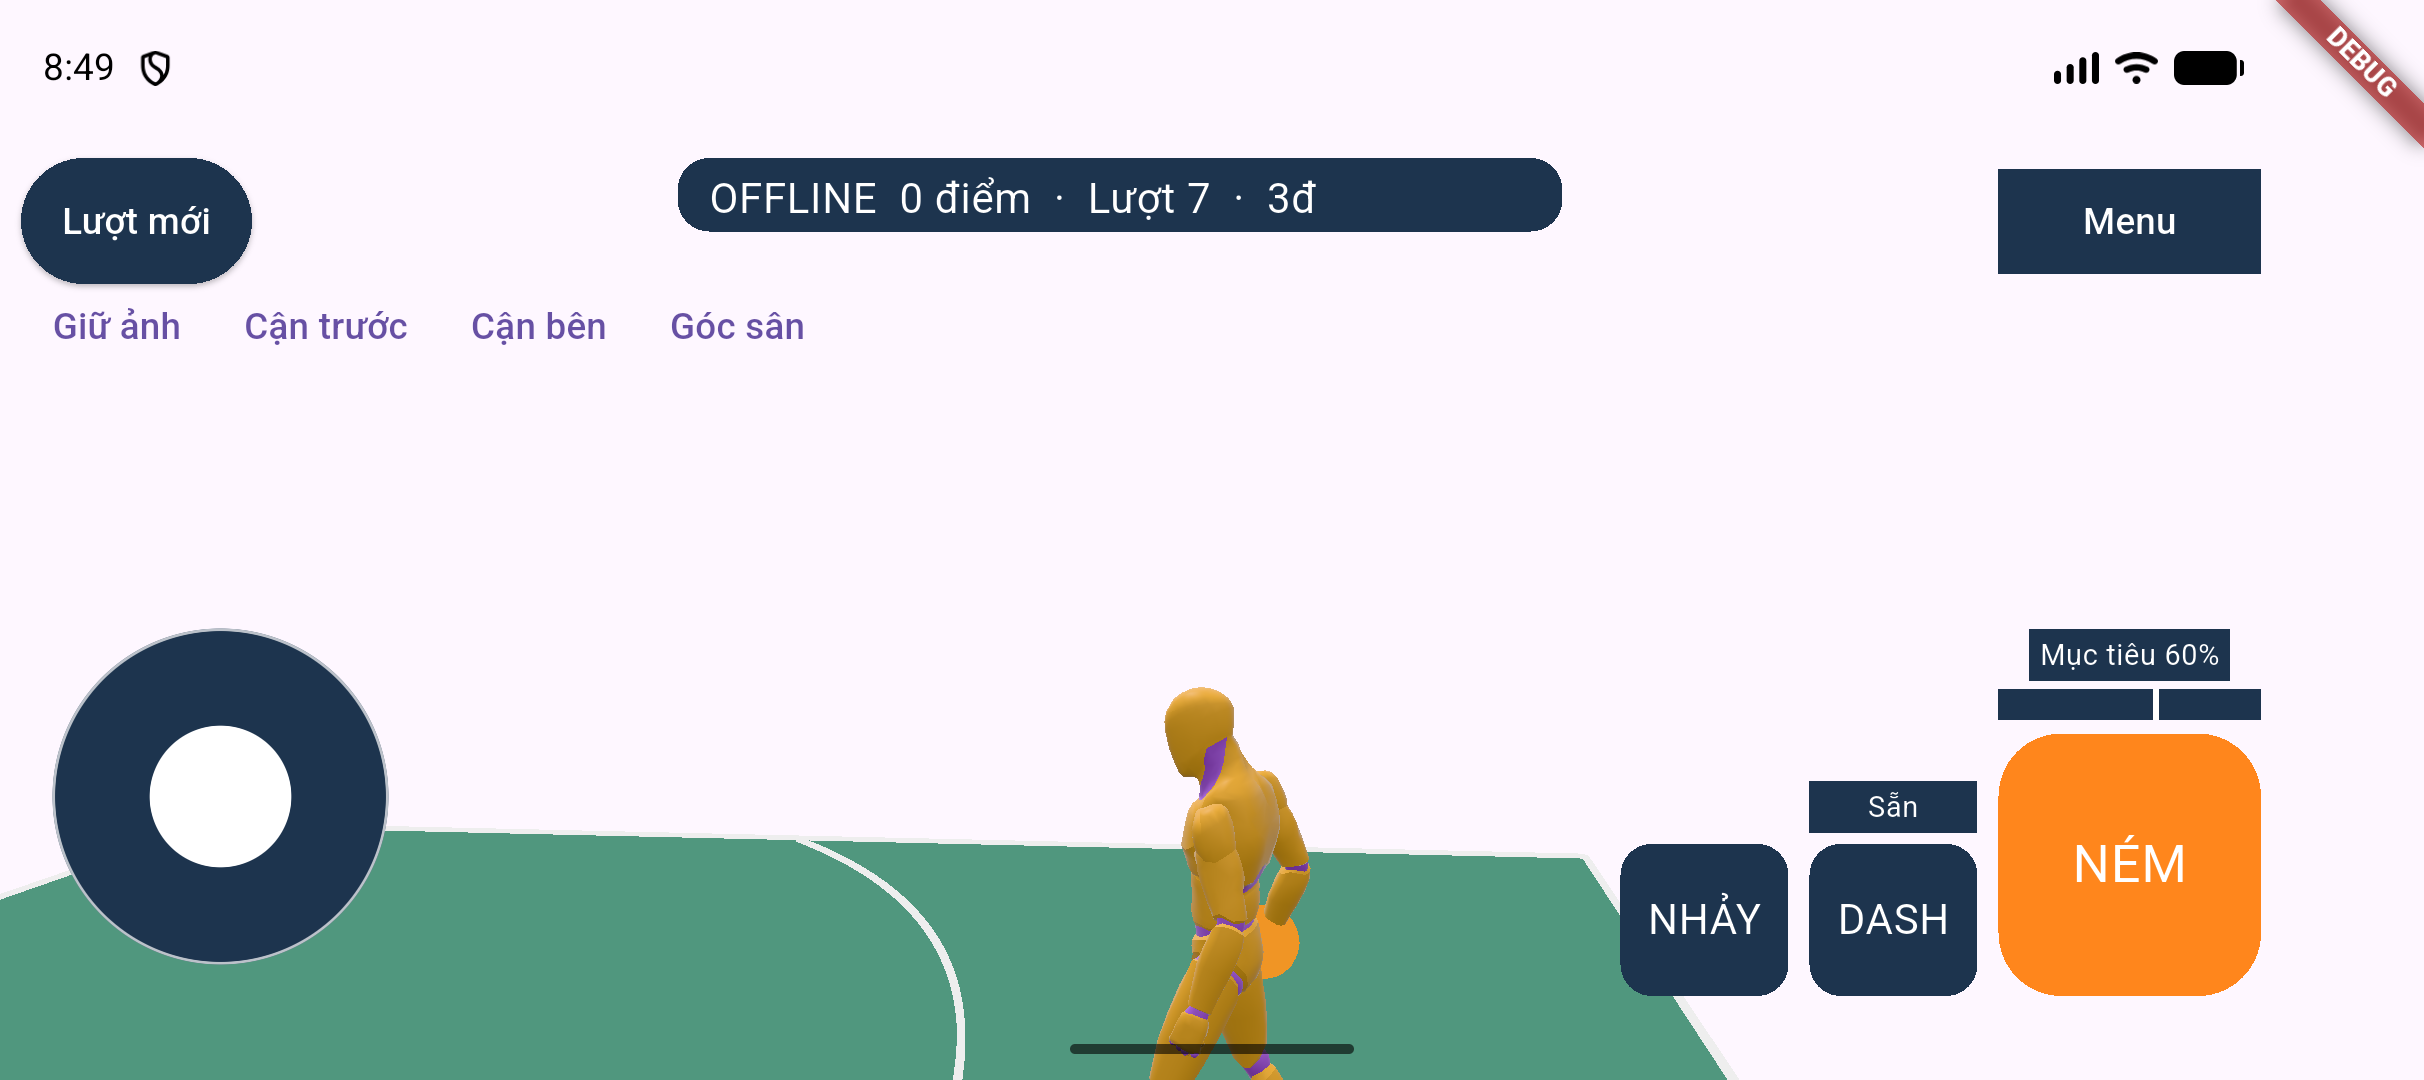 8:49
DEBUG
Lượt mới
OFFLINE 0 điểm · Lượt 7 · 3đ
Menu
Giữ ảnh Cận trước Cận bên Góc sân
Mục tiêu 60%
Sẵn
NHẢY
DASH
NÉM